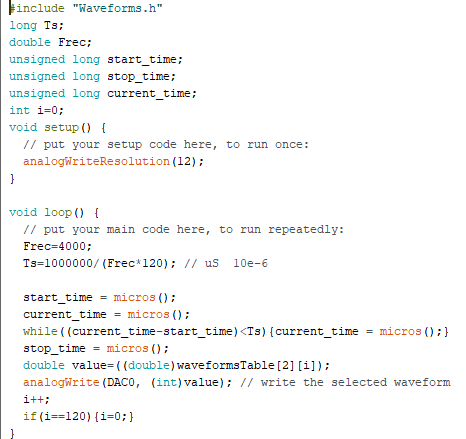 #include "Waveforms.h"
long Ts;
double Frec;
unsigned long start_time;
unsigned long stop_time;
unsigned long current_time;
int i=0;
void setup() {
// put your setup code here, to run once:
analogWriteResolution(12);
}
void loop() {
// put your main code here, to run repeatedly:
Frec=4000;
Ts=1000000/(Frec*120); // uS 10e-6
start_time = micros();
current_time = micros();
while((current_time-start_time)<Ts){current_time = micros();}
stop_time = micros();
double value=((double)waveformsTable[2][i]);
analogWrite(DAC0, (int)value); // write the selected waveform
i++;
if(i==120){i=0;}
}